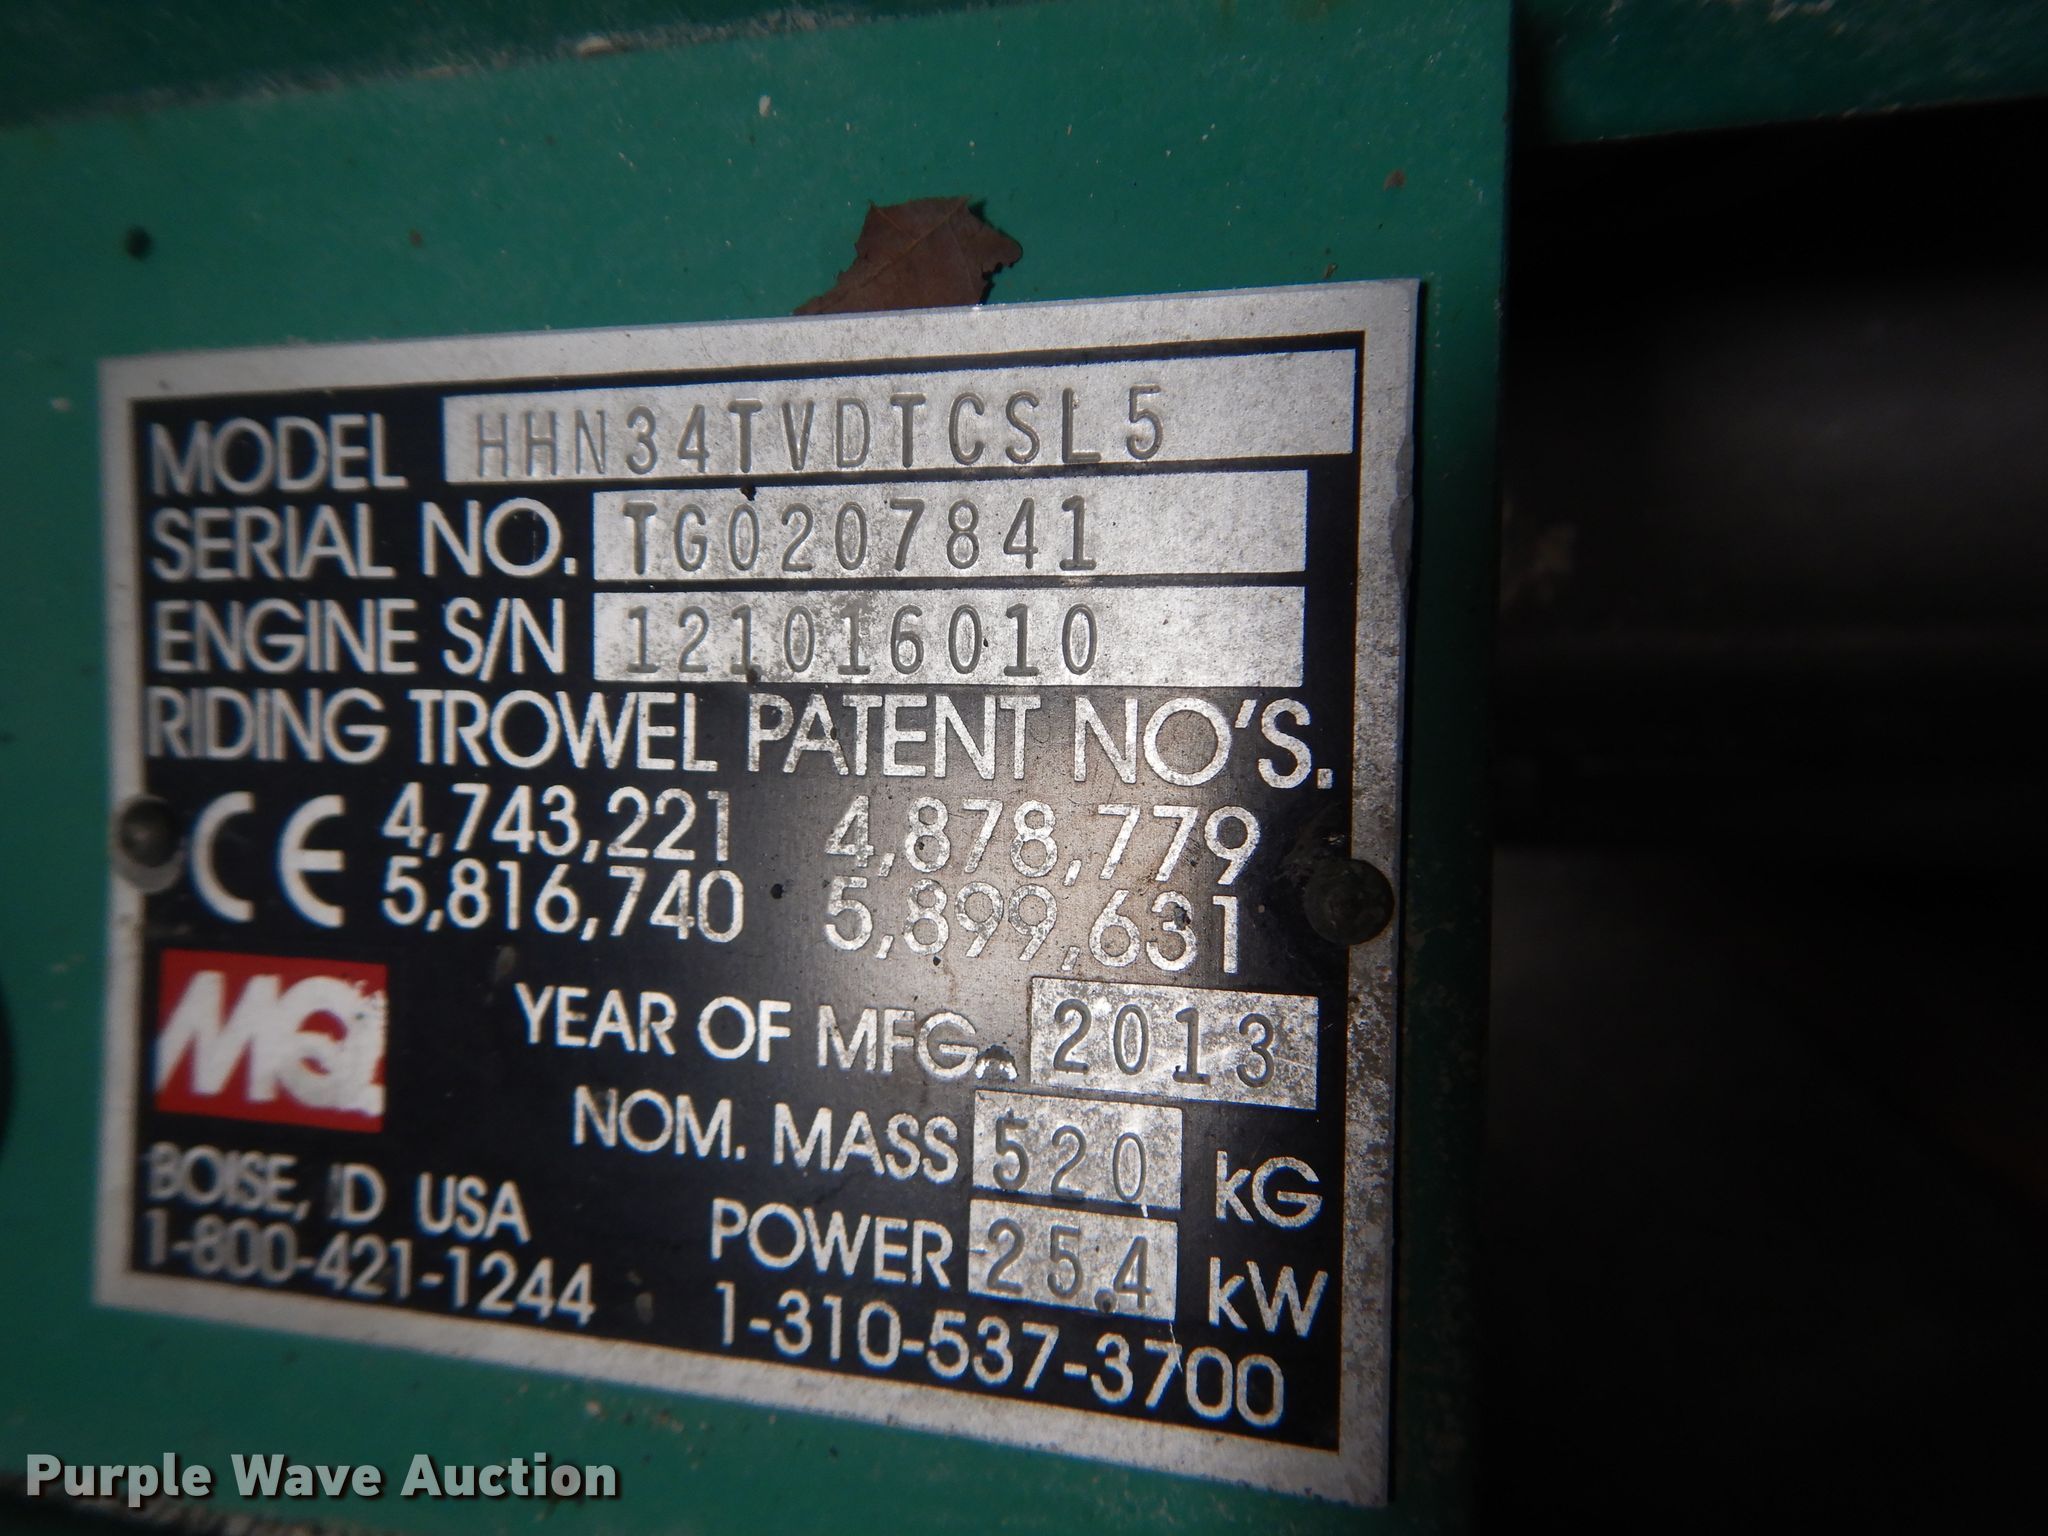 MODEL HHN34TVDTCSL5
SERIAL NO. TG0207841
ENGINE S/N 121016010
RIDING TROWEL PATENT NO'S.
CE 4,743,221 4,878,779
5,816,740 5,899,631
MQ YEAR OF MFG. 2013
NOM. MASS 520 kG
BOISE, ID USA POWER 25.4 kW
1-800-421-1244 1-310-537-3700
Purple Wave Auction